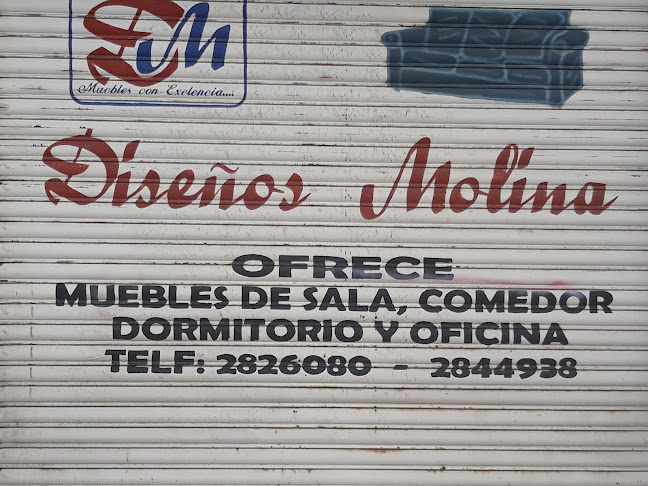 DM
Muebles con Exelencia....
Diseños Molina
OFRECE
MUEBLES DE SALA, COMEDOR
DORMITORIO Y OFICINA
TELF: 2826080 - 2844938